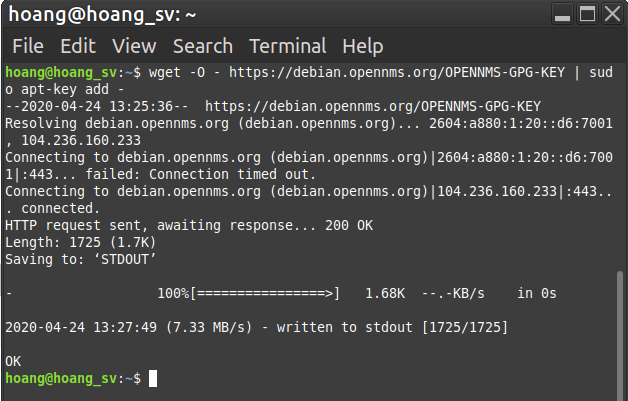 hoang@hoang_sv: ~
File Edit View Search Terminal Help
hoang@hoang_sv:~$ wget -O - https://debian.opennms.org/OPENNMS-GPG-KEY | sud
o apt-key add -
--2020-04-24 13:25:36--  https://debian.opennms.org/OPENNMS-GPG-KEY
Resolving debian.opennms.org (debian.opennms.org)... 2604:a880:1:20::d6:7001
, 104.236.160.233
Connecting to debian.opennms.org (debian.opennms.org)|2604:a880:1:20::d6:700
1|:443... failed: Connection timed out.
Connecting to debian.opennms.org (debian.opennms.org)|104.236.160.233|:443..
. connected.
HTTP request sent, awaiting response... 200 OK
Length: 1725 (1.7K)
Saving to: ‘STDOUT’
-                  100%[================>]   1.68K  --.-KB/s    in 0s
2020-04-24 13:27:49 (7.33 MB/s) - written to stdout [1725/1725]
OK
hoang@hoang_sv:~$